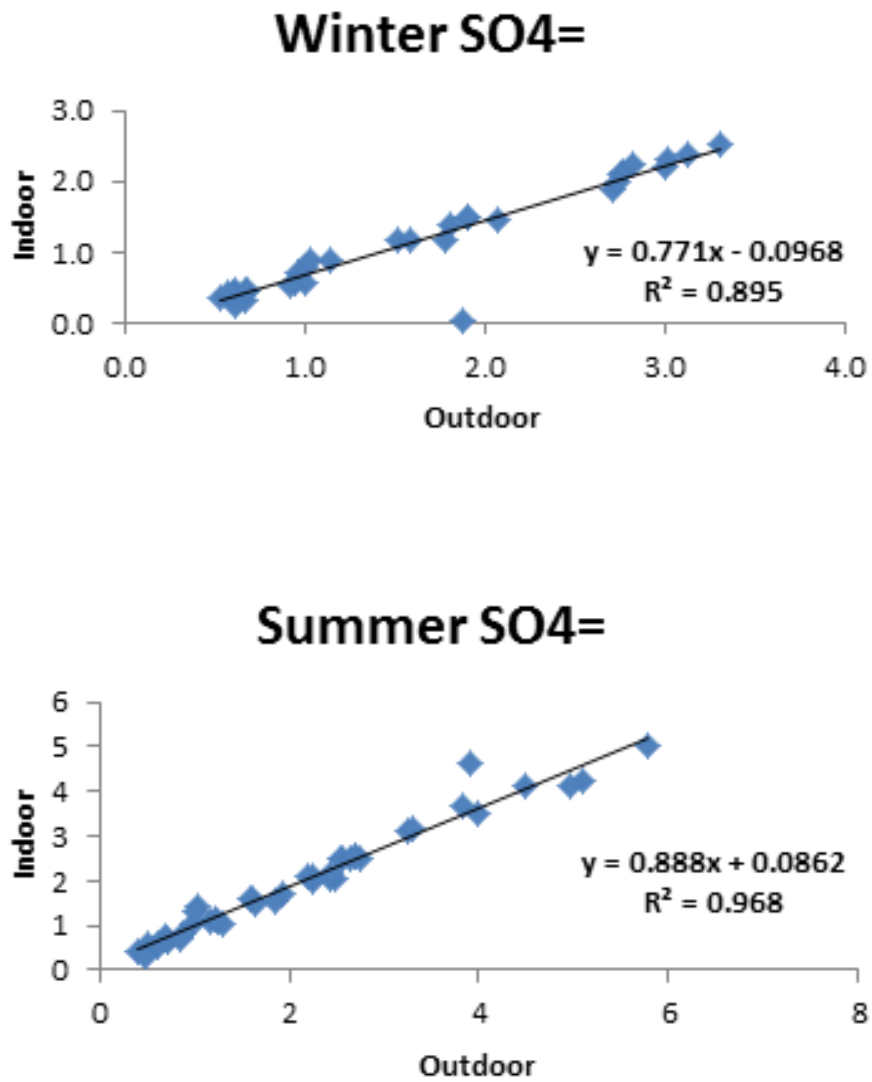 Winter SO4=
3.0
2.0
1.0
0.0
Indoor
y = 0.771x - 0.0968
R² = 0.895
0.0 1.0 2.0 3.0 4.0
Outdoor
Summer SO4=
6
5
4
3
2
1
0
Indoor
y = 0.888x + 0.0862
R² = 0.968
0 2 4 6 8
Outdoor